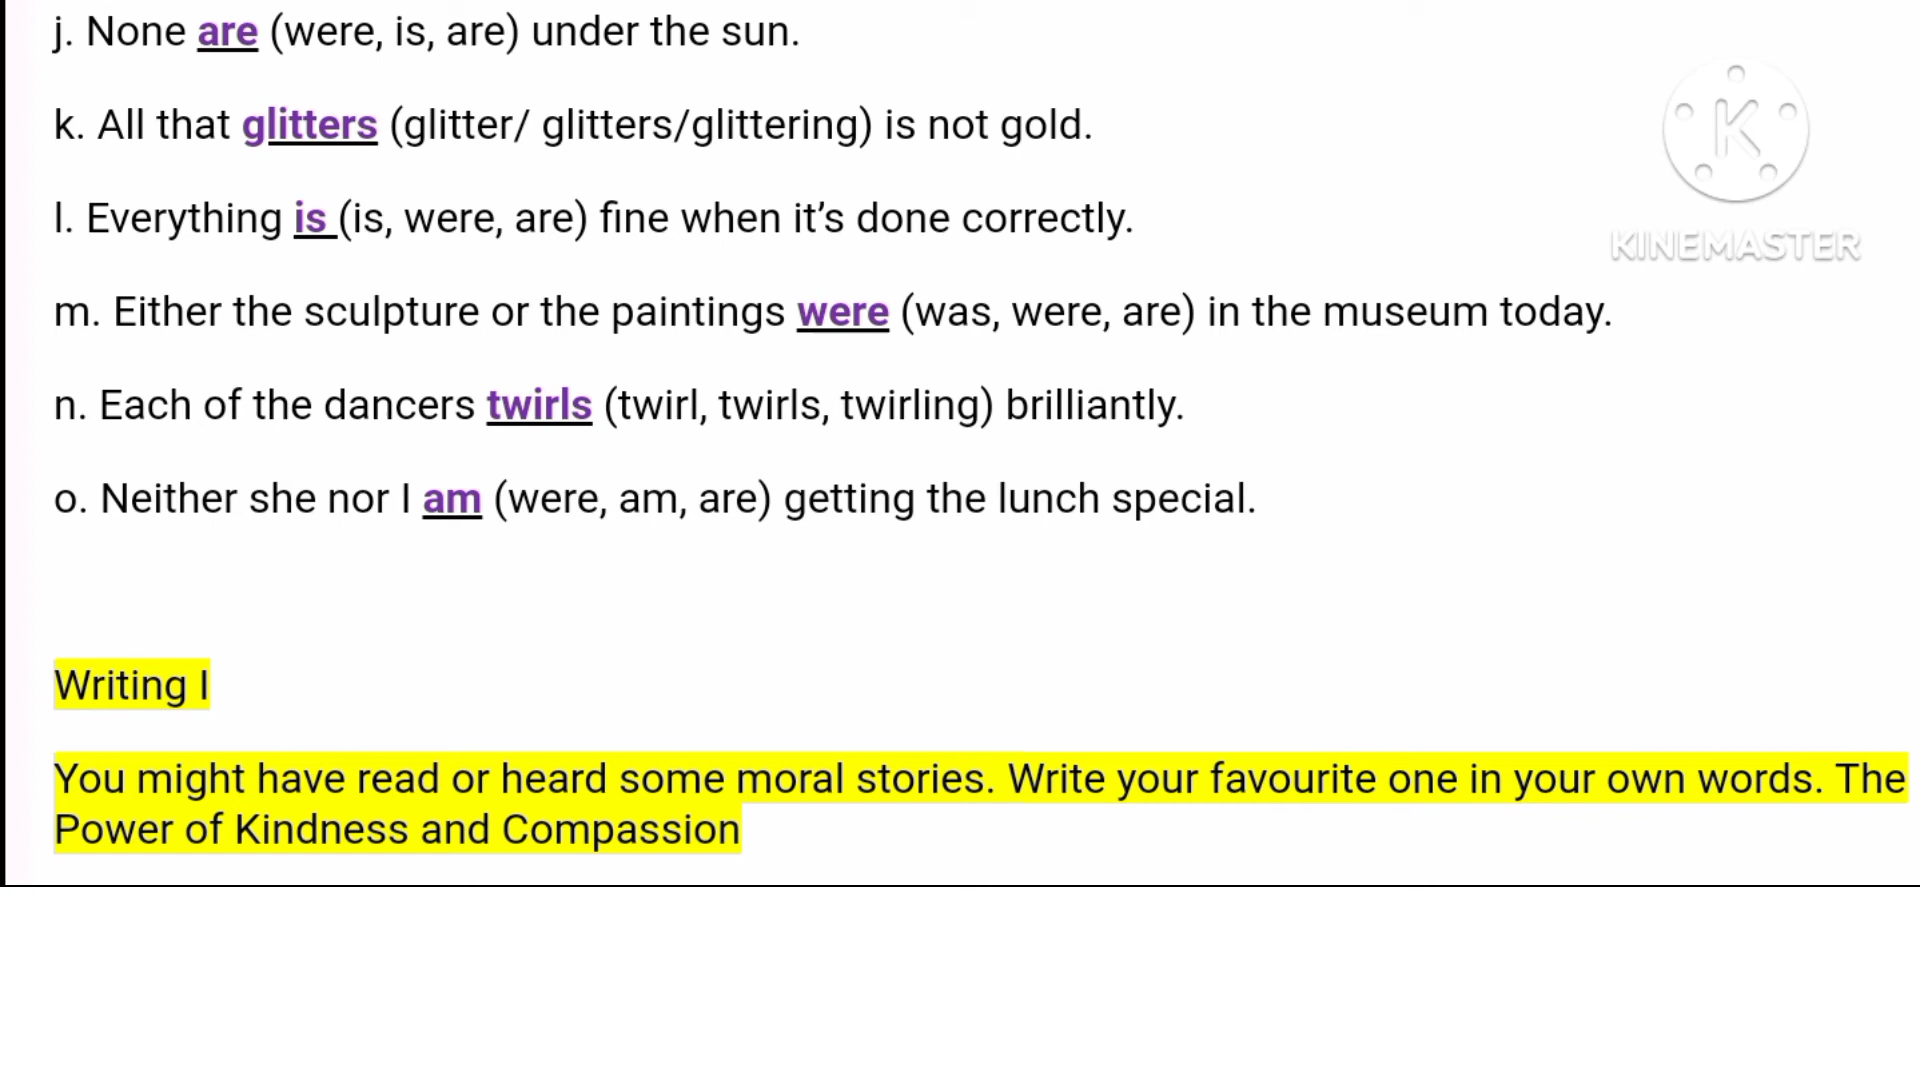 j. None are (were, is, are) under the sun.
k. All that glitters (glitter/ glitters/glittering) is not gold.
l. Everything is (is, were, are) fine when it’s done correctly.
m. Either the sculpture or the paintings were (was, were, are) in the museum today.
n. Each of the dancers twirls (twirl, twirls, twirling) brilliantly.
o. Neither she nor I am (were, am, are) getting the lunch special.
Writing I
You might have read or heard some moral stories. Write your favourite one in your own words. The
Power of Kindness and Compassion
K
KINEMASTER